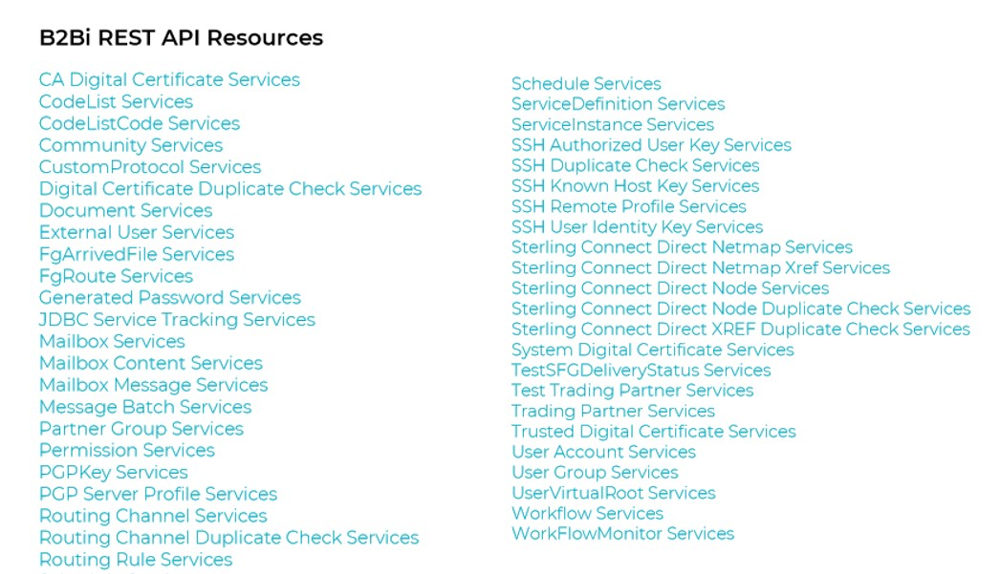 B2Bi REST API Resources
CA Digital Certificate Services
CodeList Services
CodeListCode Services
Community Services
CustomProtocol Services
Digital Certificate Duplicate Check Services
Document Services
External User Services
FgArrivedFile Services
FgRoute Services
Generated Password Services
JDBC Service Tracking Services
Mailbox Services
Mailbox Content Services
Mailbox Message Services
Message Batch Services
Partner Group Services
Permission Services
PGPKey Services
PGP Server Profile Services
Routing Channel Services
Routing Channel Duplicate Check Services
Routing Rule Services
Schedule Services
ServiceDefinition Services
ServiceInstance Services
SSH Authorized User Key Services
SSH Duplicate Check Services
SSH Known Host Key Services
SSH Remote Profile Services
SSH User Identity Key Services
Sterling Connect Direct Netmap Services
Sterling Connect Direct Netmap Xref Services
Sterling Connect Direct Node Services
Sterling Connect Direct Node Duplicate Check Services
Sterling Connect Direct XREF Duplicate Check Services
System Digital Certificate Services
TestSFGDeliveryStatus Services
Test Trading Partner Services
Trading Partner Services
Trusted Digital Certificate Services
User Account Services
User Group Services
UserVirtualRoot Services
Workflow Services
WorkFlowMonitor Services